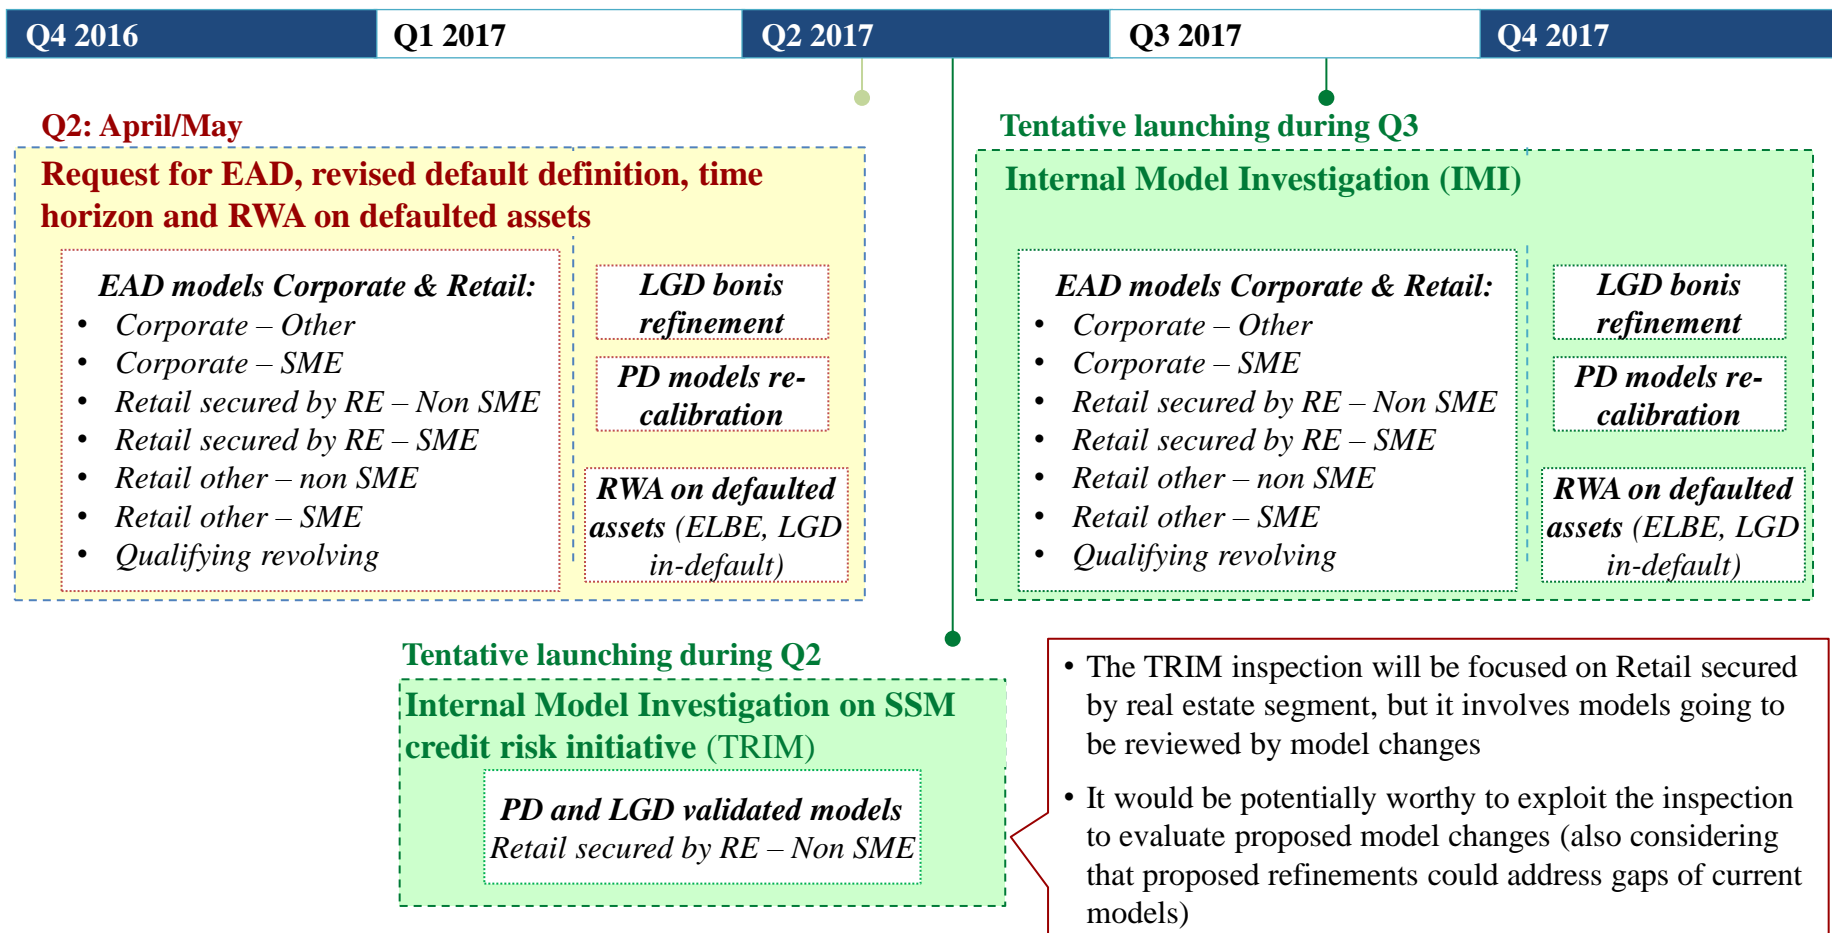 Q4 2016
Q1 2017
Q2 2017
Q3 2017
Q4 2017
Q2: April/May
Request for EAD, revised default definition, time
horizon and RWA on defaulted assets
EAD models Corporate & Retail:
• Corporate – Other
• Corporate – SME
• Retail secured by RE – Non SME
• Retail secured by RE – SME
• Retail other – non SME
• Retail other – SME
• Qualifying revolving
LGD bonis
refinement
PD models re-
calibration
RWA on defaulted
assets (ELBE, LGD
in-default)
Tentative launching during Q3
Internal Model Investigation (IMI)
EAD models Corporate & Retail:
• Corporate – Other
• Corporate – SME
• Retail secured by RE – Non SME
• Retail secured by RE – SME
• Retail other – non SME
• Retail other – SME
• Qualifying revolving
LGD bonis
refinement
PD models re-
calibration
RWA on defaulted
assets (ELBE, LGD
in-default)
Tentative launching during Q2
Internal Model Investigation on SSM
credit risk initiative (TRIM)
PD and LGD validated models
Retail secured by RE – Non SME
• The TRIM inspection will be focused on Retail secured
by real estate segment, but it involves models going to
be reviewed by model changes
• It would be potentially worthy to exploit the inspection
to evaluate proposed model changes (also considering
that proposed refinements could address gaps of current
models)